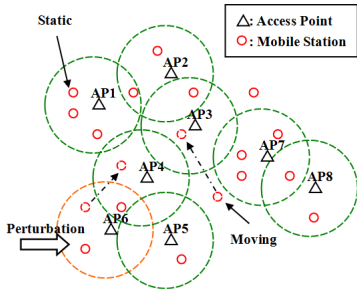 Static
: Access Point
: Mobile Station
AP2
AP1
AP3
AP7
AP4
AP8
AP6
AP5
Perturbation
Moving